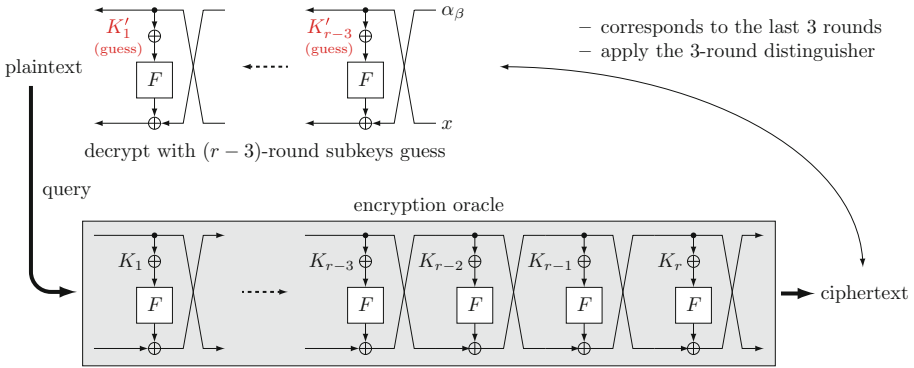 K′₁
(guess)
F
K′ᵣ₋₃
(guess)
F
α_β
x
– corresponds to the last 3 rounds
– apply the 3-round distinguisher
plaintext
decrypt with (r − 3)-round subkeys guess
query
encryption oracle
K₁
F
Kᵣ₋₃
F
Kᵣ₋₂
F
Kᵣ₋₁
F
Kᵣ
F
ciphertext